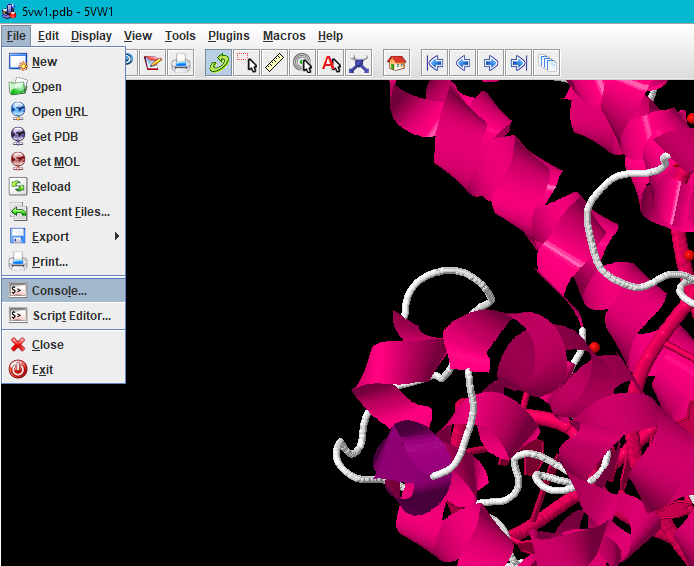 5vw1.pdb - 5VW1
File Edit Display View Tools Plugins Macros Help
New
Open
Open URL
Get PDB
Get MOL
Reload
Recent Files...
Export
Print...
$> Console...
$> Script Editor...
Close
Exit
A